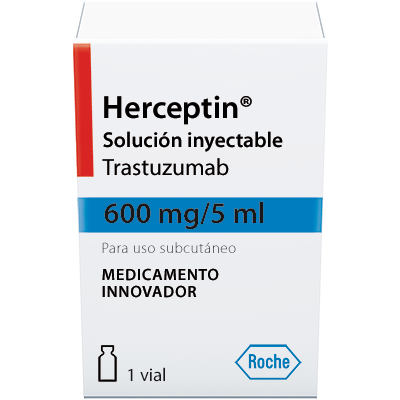 Herceptin®
Solución inyectable
Trastuzumab
600 mg/5 ml
Para uso subcutáneo
MEDICAMENTO
INNOVADOR
1 vial
Roche